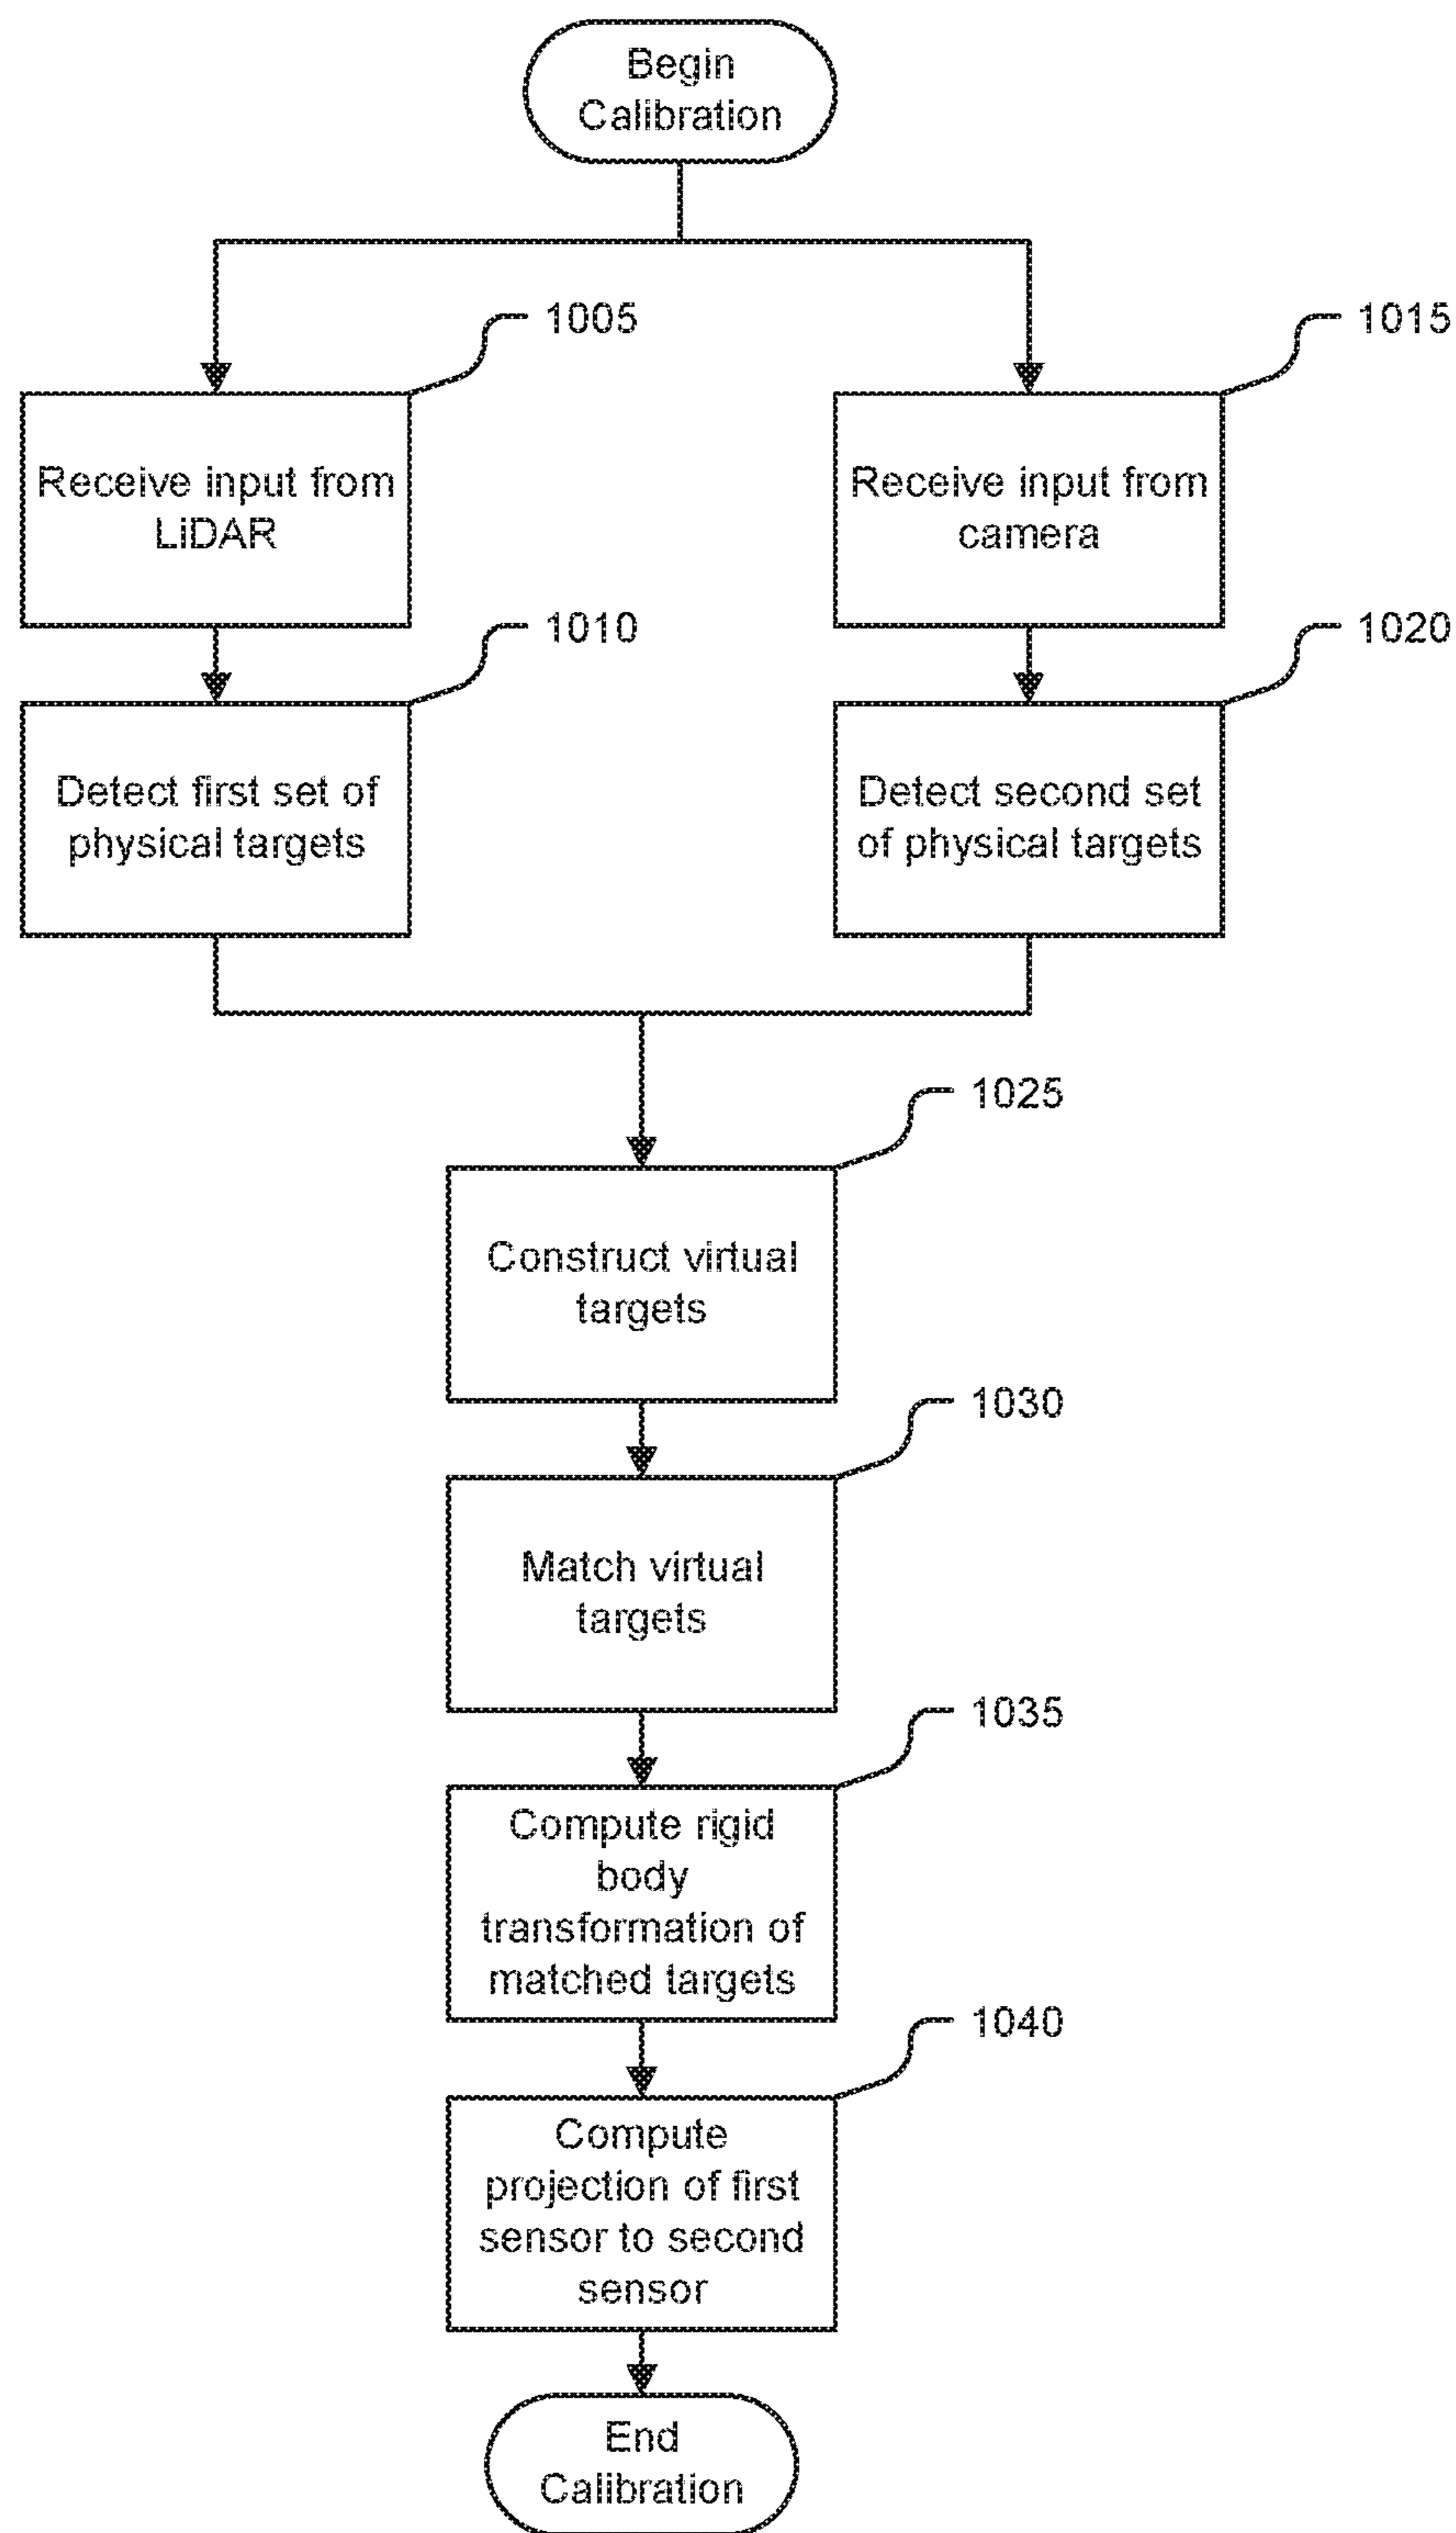 Begin
Calibration
1005
1015
Receive input from
LiDAR
Receive input from
camera
1010
1020
Detect first set of
physical targets
Detect second set
of physical targets
1025
Construct virtual
targets
1030
Match virtual
targets
1035
Compute rigid
body
transformation of
matched targets
1040
Compute
projection of first
sensor to second
sensor
End
Calibration